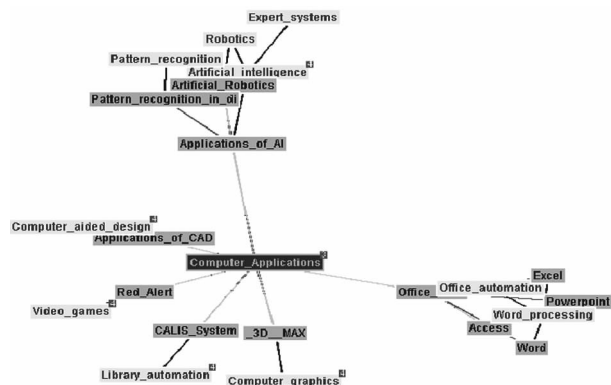 Expert_systems
Robotics
Pattern_recognition
Artificial_intelligence
Artificial_Robotics
Pattern_recognition_in_di
Applications_of_AI
Computer_aided_design
Applications_of_CAD
Computer_Applications
Excel
Office_automation
Office_
Red_Alert
Powerpoint
Video_games
Word_processing
CALIS_System
_3D__MAX
Access
Word
Library_automation
Computer_graphics